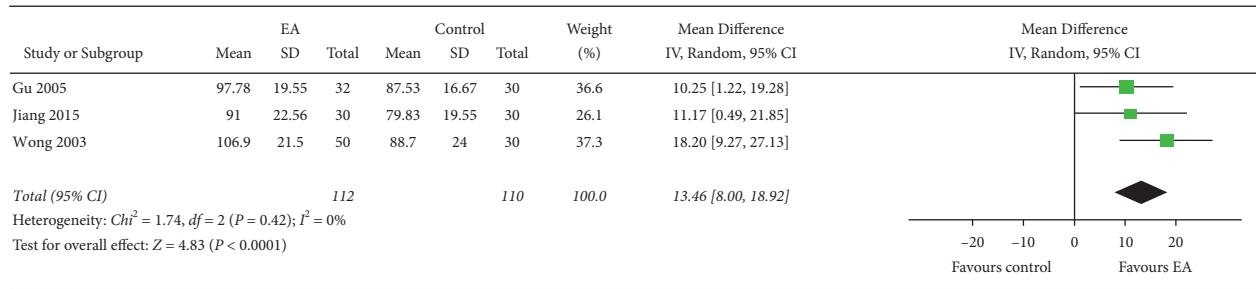 EA Control Weight Mean Difference Mean Difference
Study or Subgroup Mean SD Total Mean SD Total (%) IV, Random, 95% CI IV, Random, 95% CI
Gu 2005 97.78 19.55 32 87.53 16.67 30 36.6 10.25 [1.22, 19.28]
Jiang 2015 91 22.56 30 79.83 19.55 30 26.1 11.17 [0.49, 21.85]
Wong 2003 106.9 21.5 50 88.7 24 30 37.3 18.20 [9.27, 27.13]
Total (95% CI) 112 110 100.0 13.46 [8.00, 18.92]
Heterogeneity: Chi² = 1.74, df = 2 (P = 0.42); I² = 0%
Test for overall effect: Z = 4.83 (P < 0.0001)
–20 –10 0 10 20
Favours control Favours EA